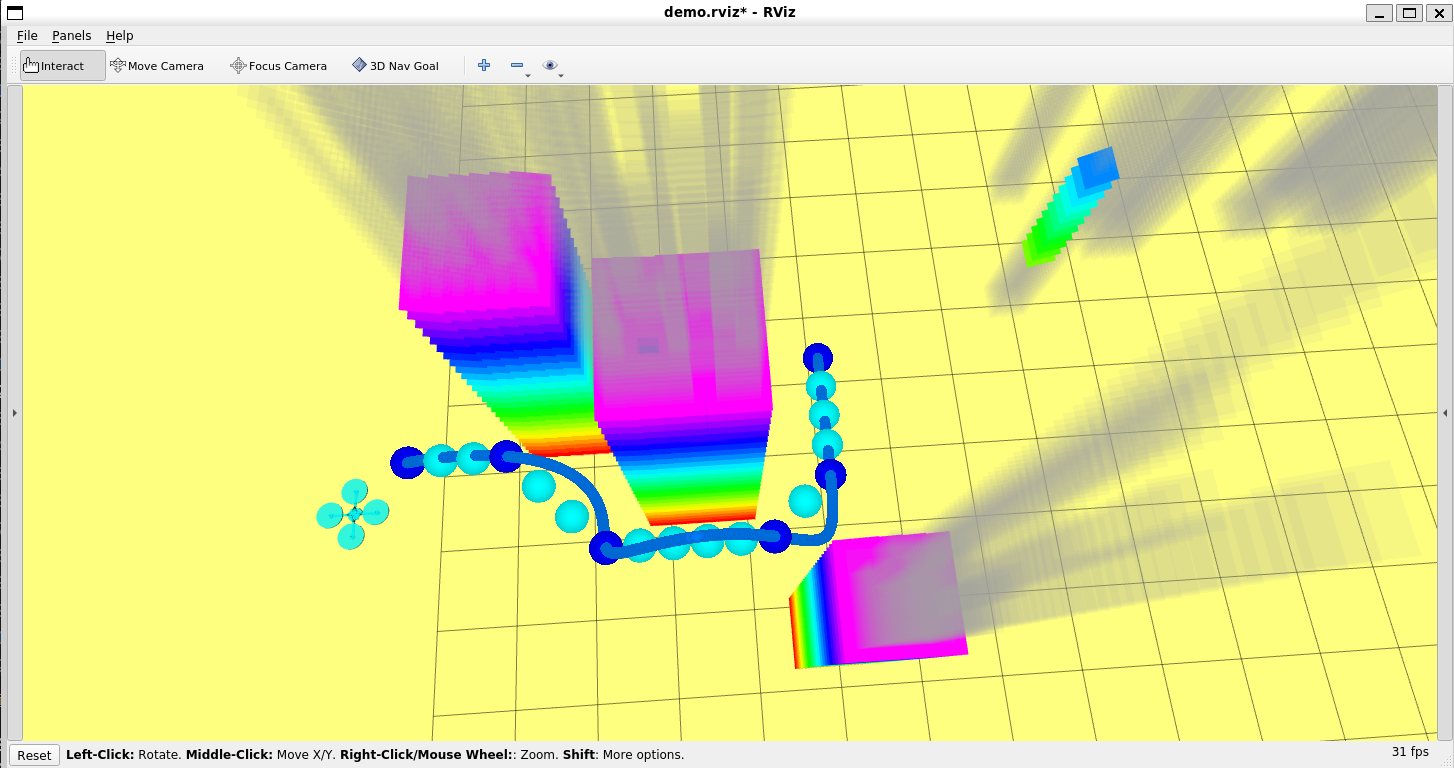 demo.rviz* - RViz
File Panels Help
Interact Move Camera Focus Camera 3D Nav Goal
Reset Left-Click: Rotate. Middle-Click: Move X/Y. Right-Click/Mouse Wheel:: Zoom. Shift: More options. 31 fps